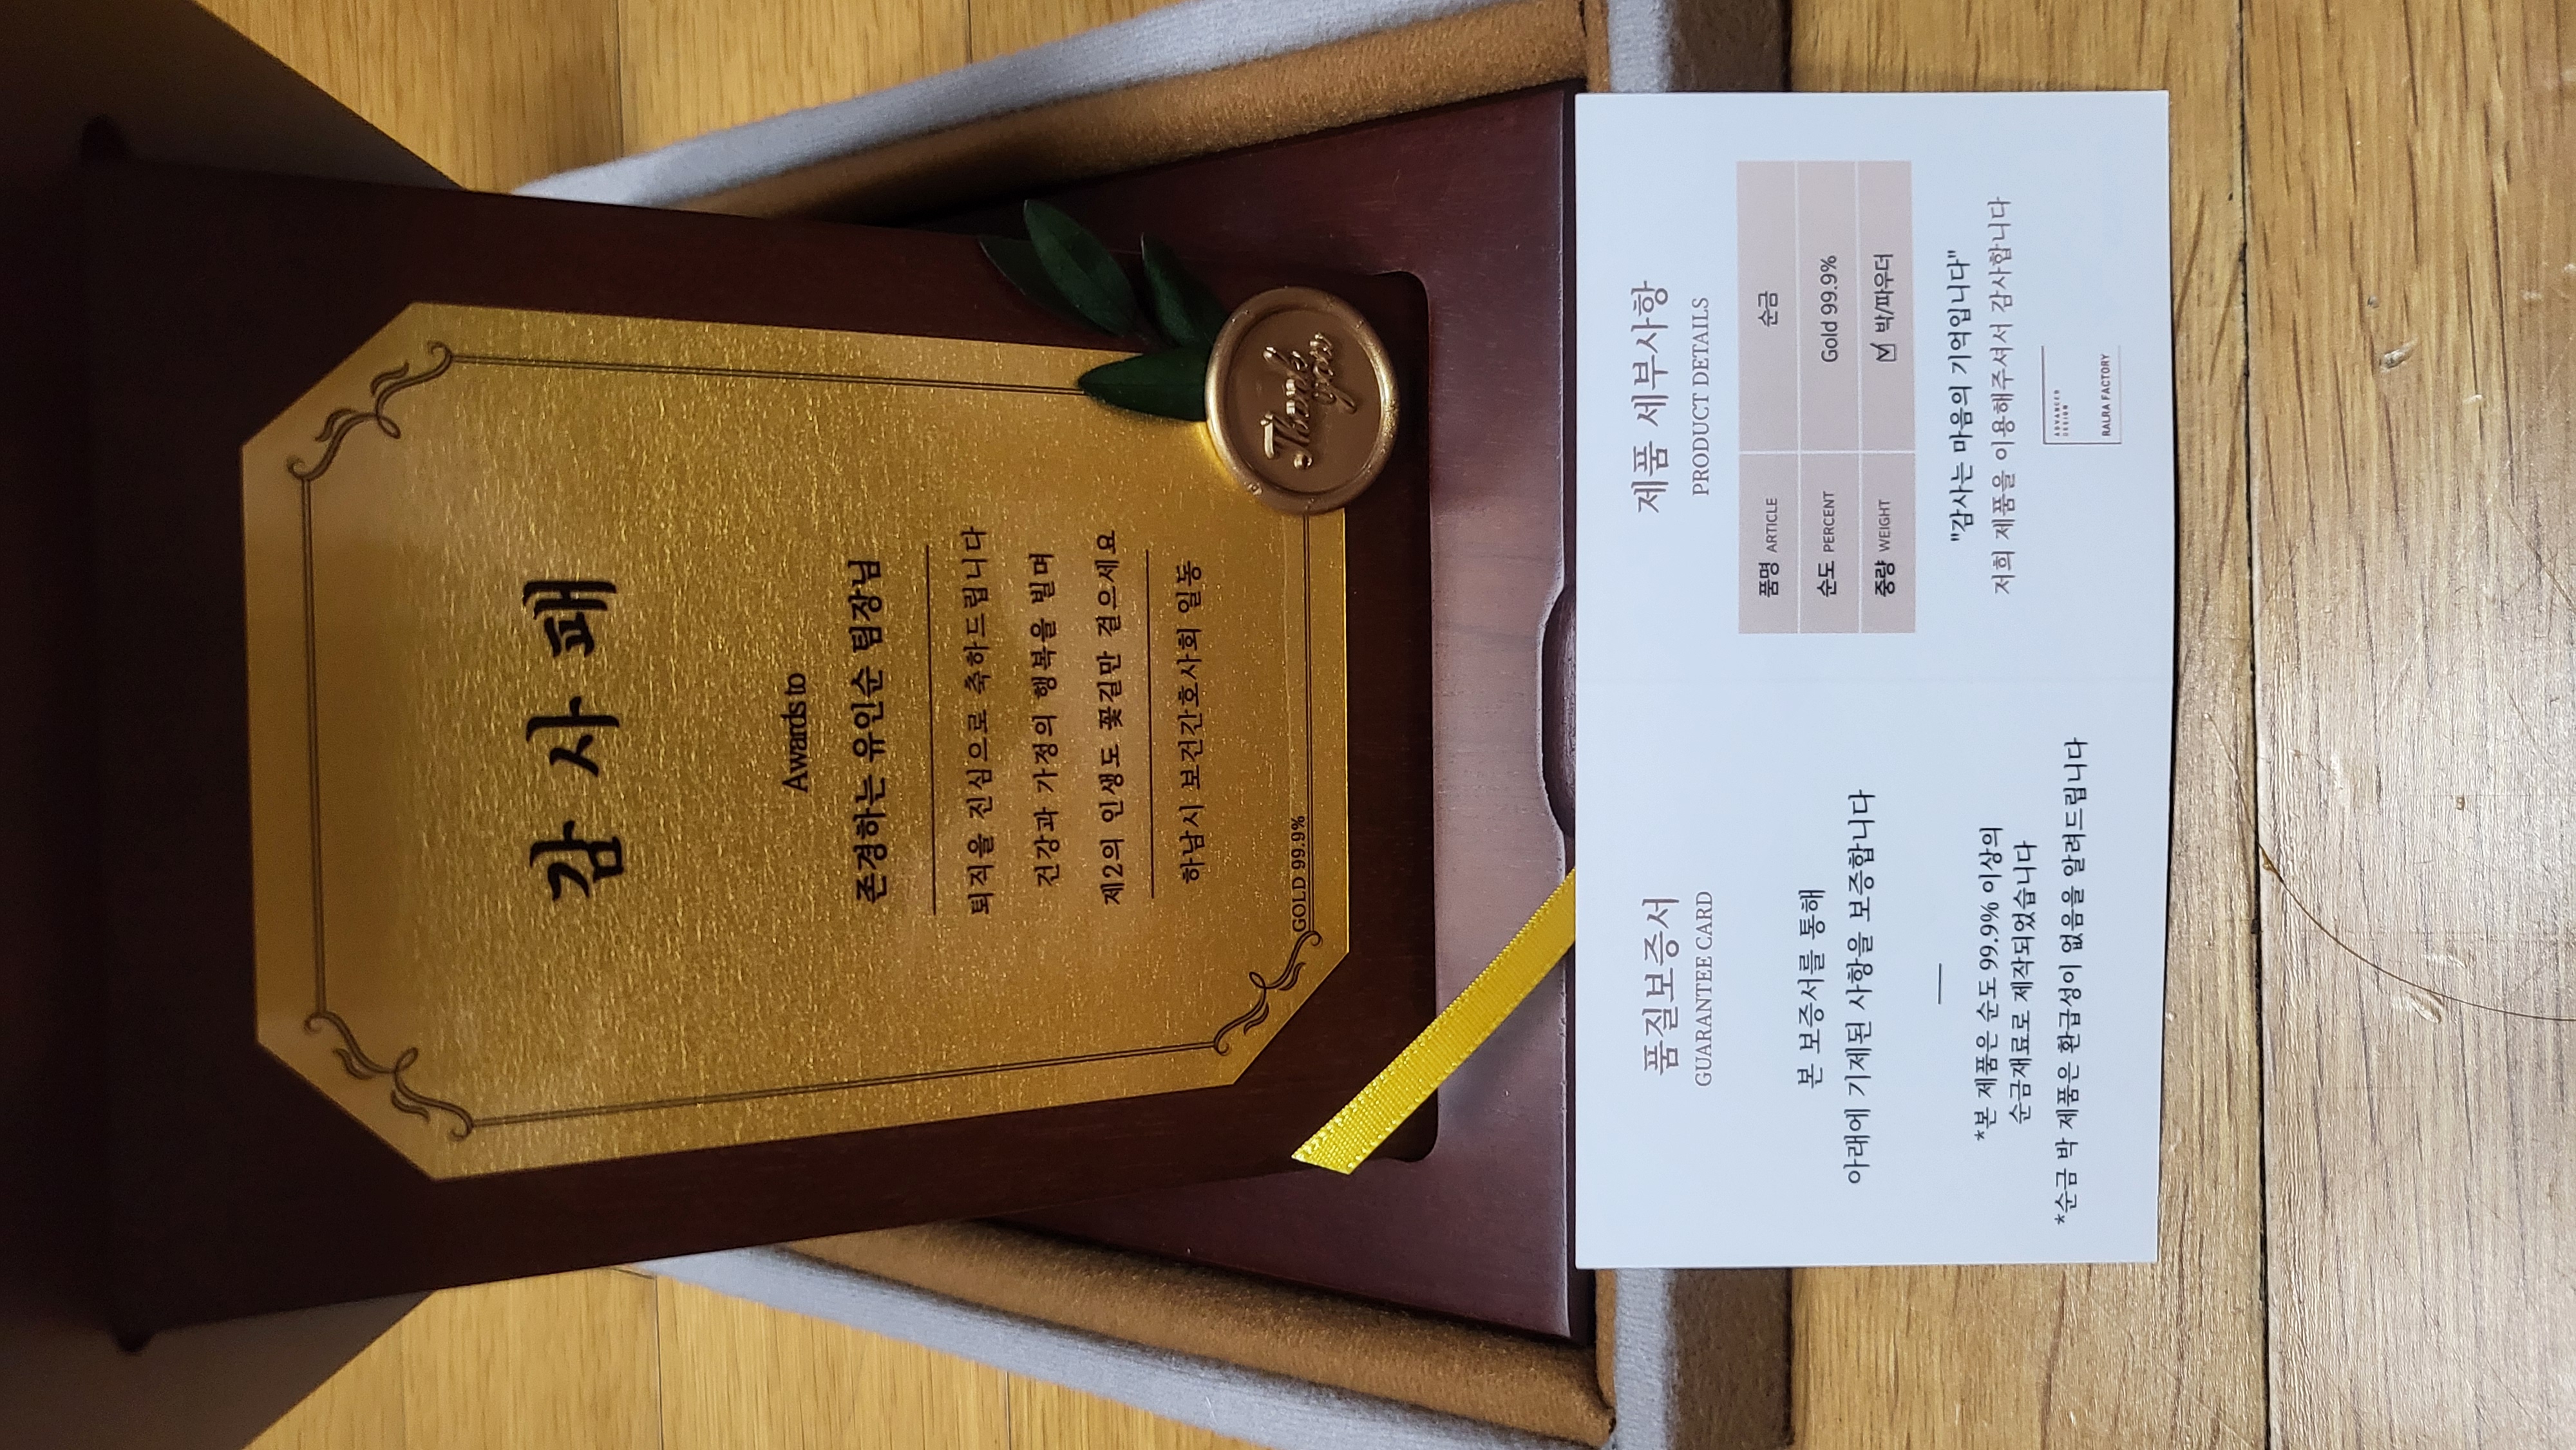 감사패
Awards to
존경하는 유인순 팀장님
퇴직을 진심으로 축하드립니다
건강과 가정의 행복을 빌며
제2의 인생도 꽃길만 걸으세요
하남시 보건간호사회 일동
GOLD 99.9%
Thank
you
품질보증서
GUARANTEE CARD
본 보증서를 통해
아래에 기제된 사항을 보증합니다
*본 제품은 순도 99.9% 이상의
순금재료로 제작되었습니다
*순금 박 제품은 환급성이 없음을 알려드립니다
제품 세부사항
PRODUCT DETAILS
품명 ARTICLE 순금
순도 PERCENT Gold 99.9%
중량 WEIGHT ☑ 박/파우더
"감사는 마음의 기억입니다"
저희 제품을 이용해주셔서 감사합니다
ADVANCED
DESIGN
RALRA FACTORY